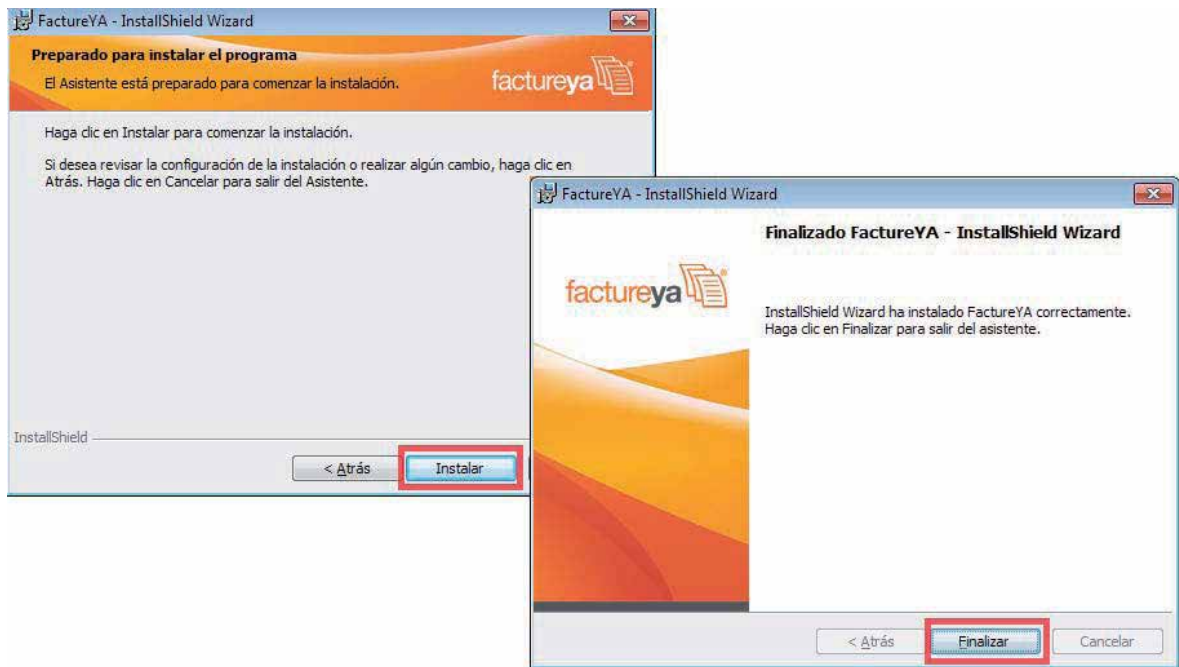 FactureYA - InstallShield Wizard
Preparado para instalar el programa
El Asistente está preparado para comenzar la instalación.
factureya
Haga clic en Instalar para comenzar la instalación.
Si desea revisar la configuración de la instalación o realizar algún cambio, haga clic en
Atrás. Haga clic en Cancelar para salir del Asistente.
InstallShield
< Atrás
Instalar
FactureYA - InstallShield Wizard
Finalizado FactureYA - InstallShield Wizard
factureya
InstallShield Wizard ha instalado FactureYA correctamente.
Haga clic en Finalizar para salir del asistente.
< Atrás
Finalizar
Cancelar